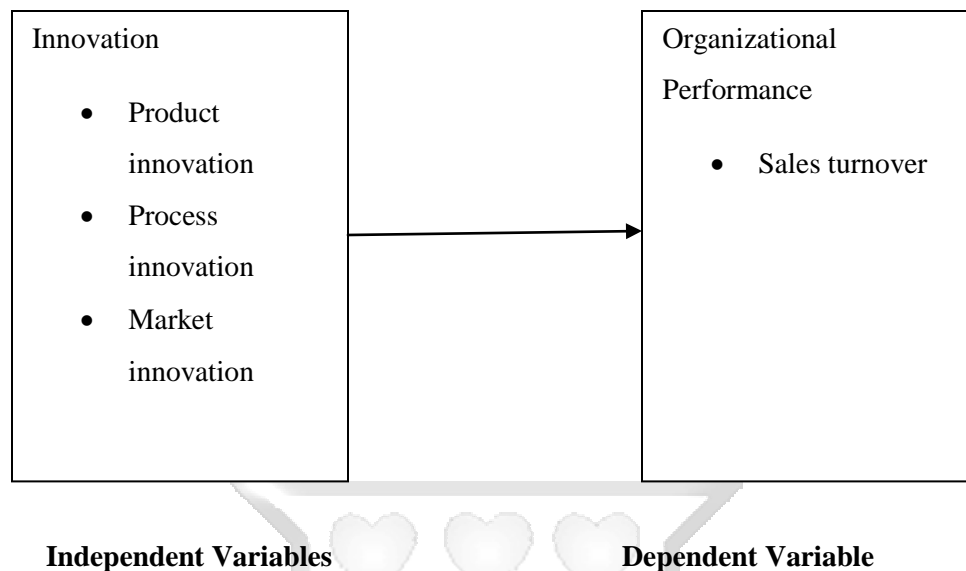 Innovation
• Product
innovation
• Process
innovation
• Market
innovation
Organizational
Performance
• Sales turnover
Independent Variables
Dependent Variable